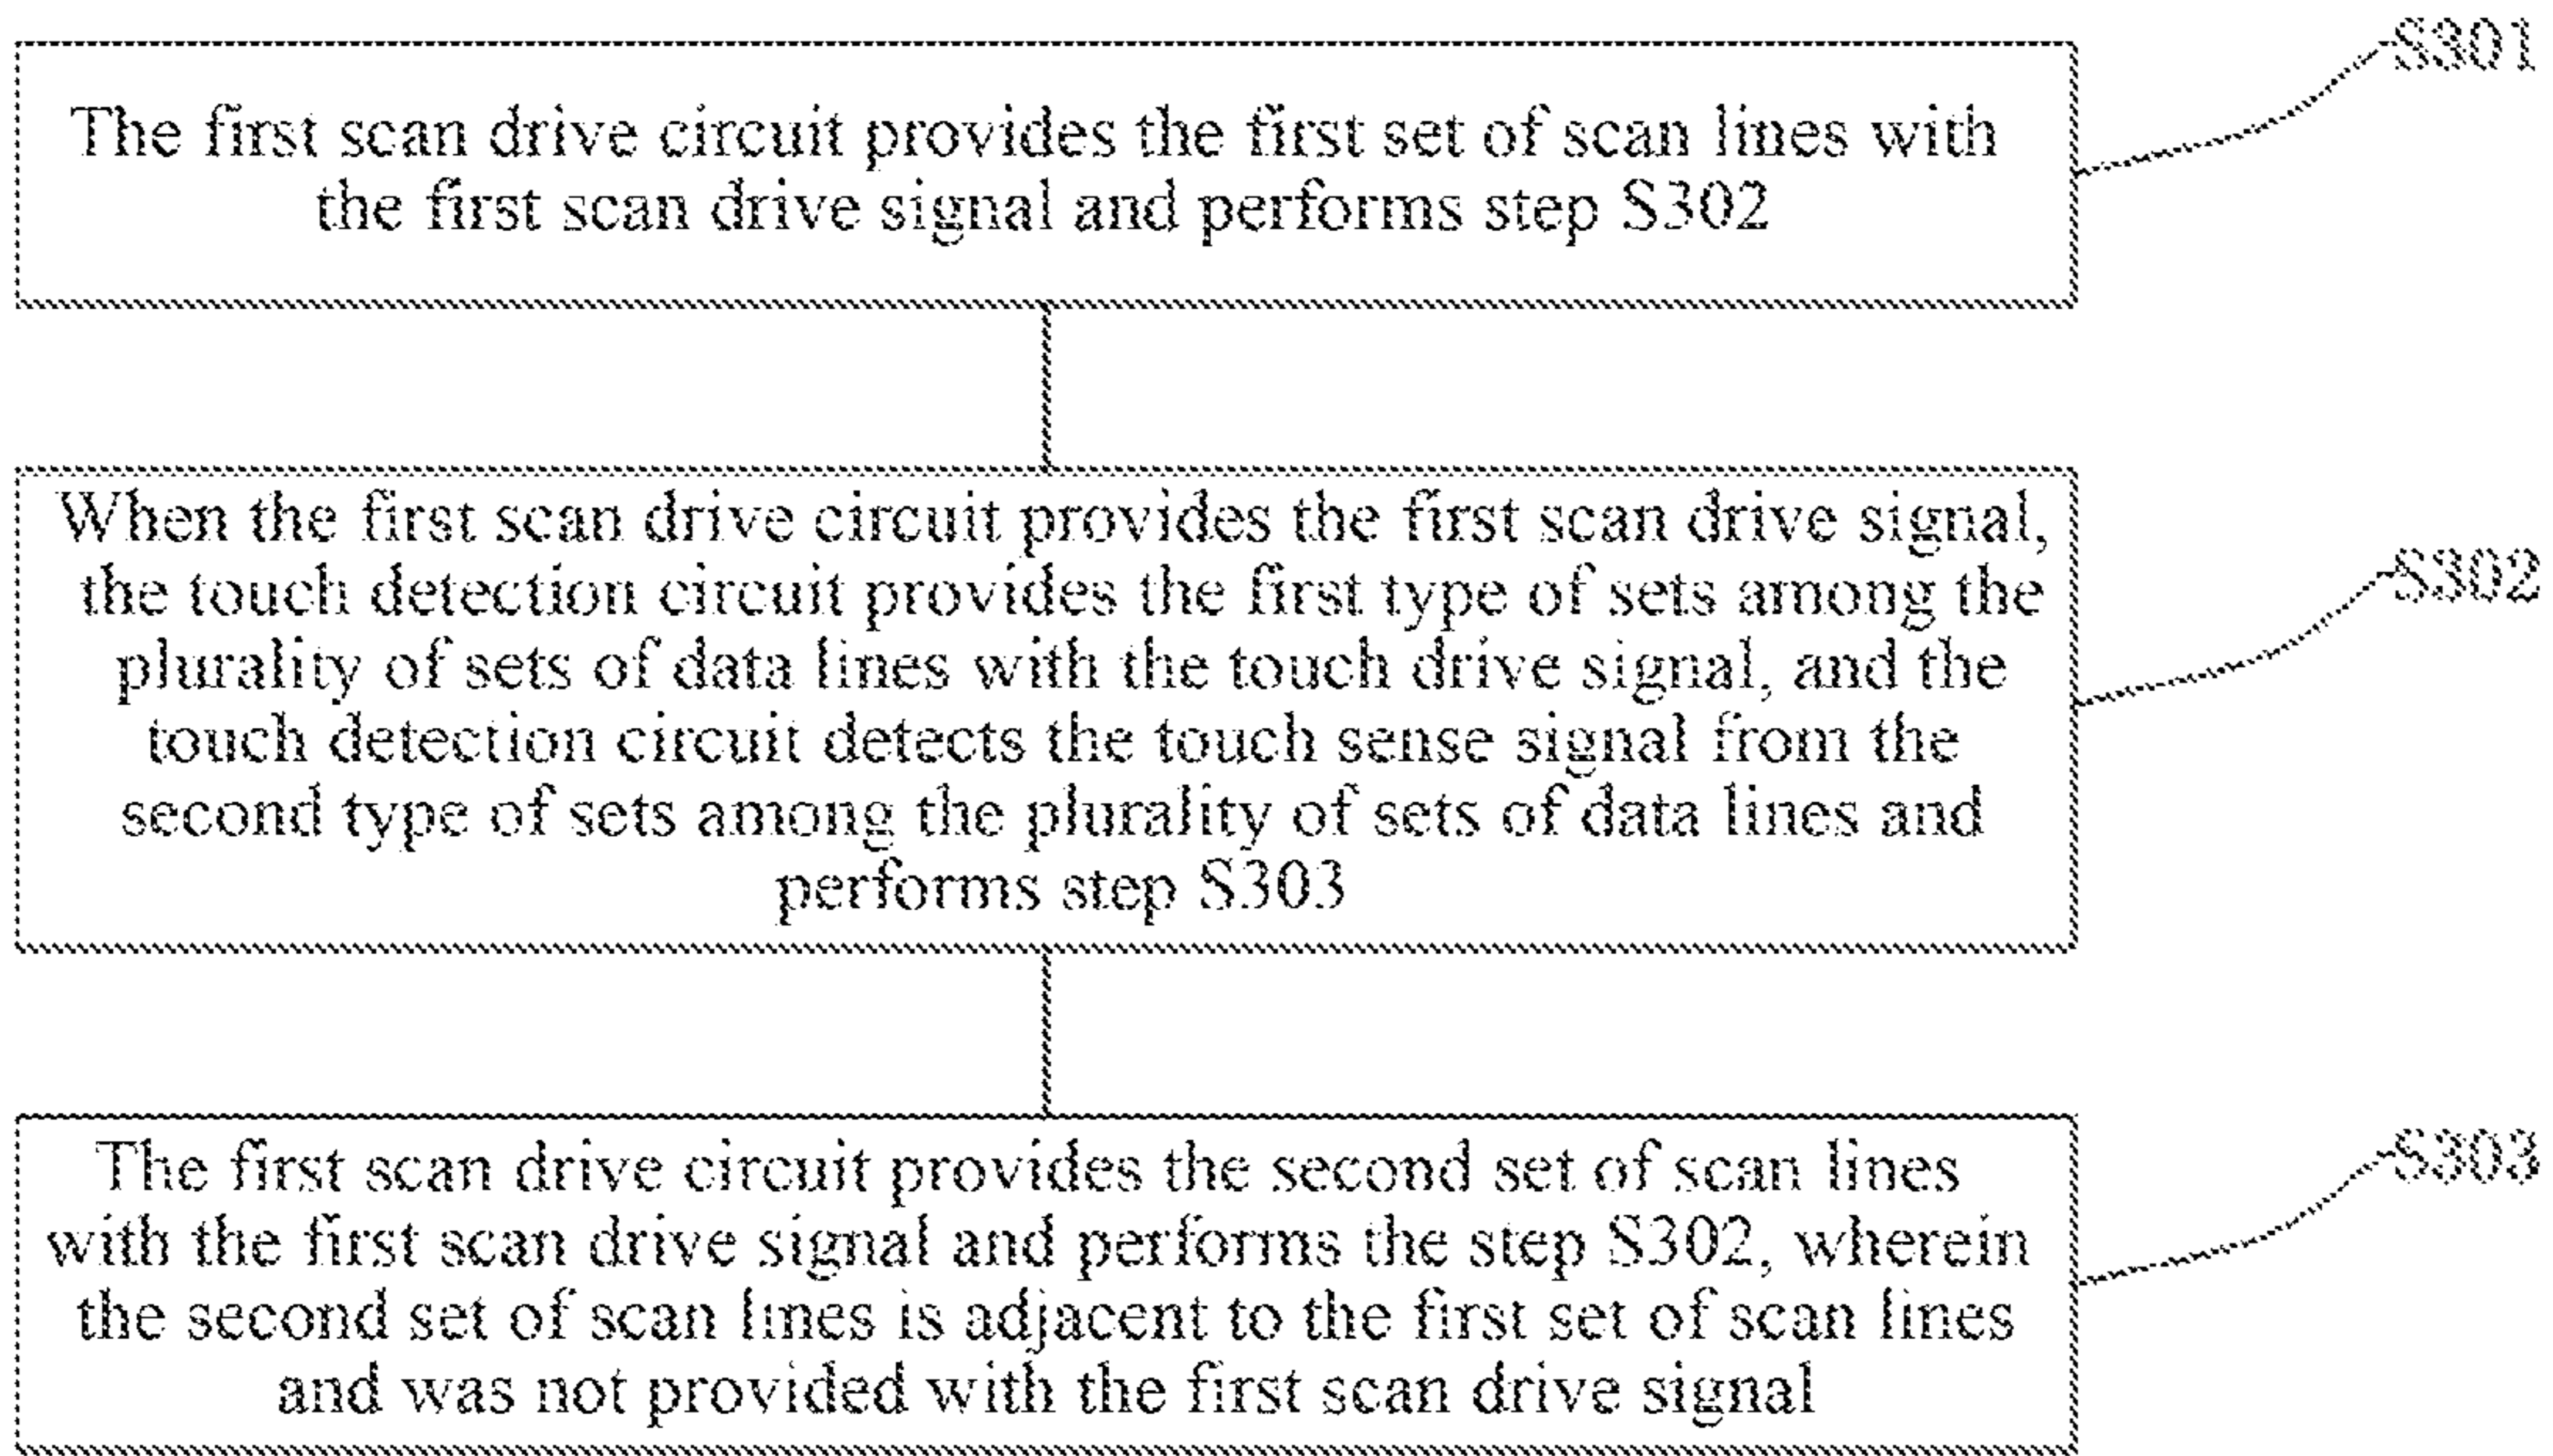 S301
The first scan drive circuit provides the first set of scan lines with
the first scan drive signal and performs step S302
When the first scan drive circuit provides the first scan drive signal,
the touch detection circuit provides the first type of sets among the
plurality of sets of data lines with the touch drive signal, and the
touch detection circuit detects the touch sense signal from the
second type of sets among the plurality of sets of data lines and
performs step S303
S302
The first scan drive circuit provides the second set of scan lines
with the first scan drive signal and performs the step S302, wherein
the second set of scan lines is adjacent to the first set of scan lines
and was not provided with the first scan drive signal
S303